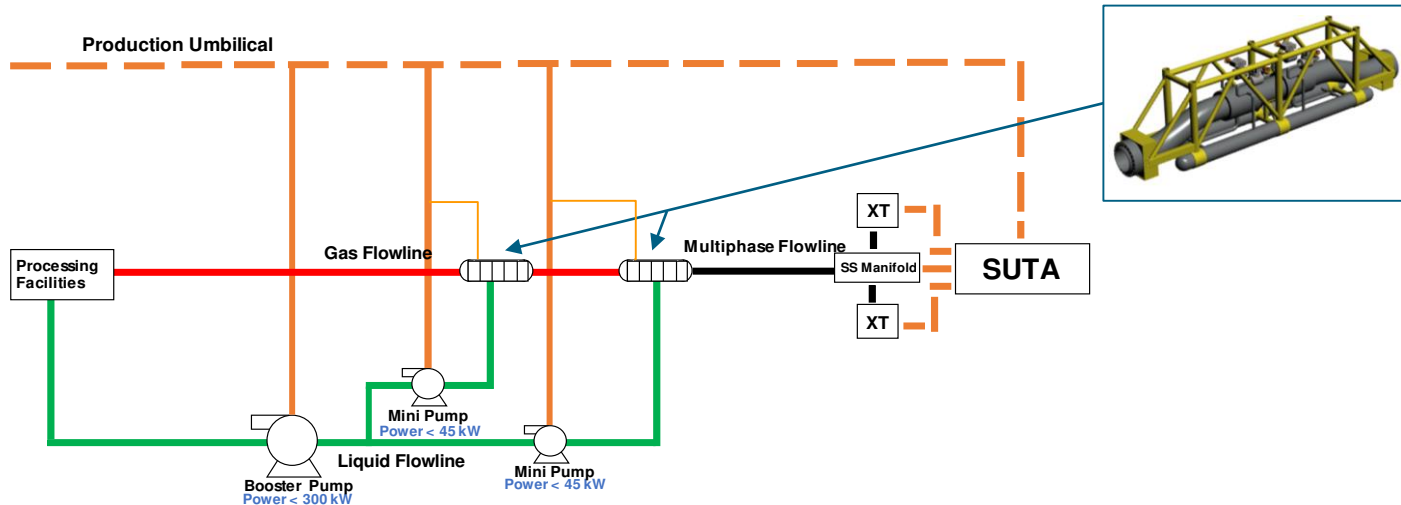 Production Umbilical
XT
Gas Flowline
Multiphase Flowline
Processing
Facilities
SS Manifold
SUTA
XT
Mini Pump
Power < 45 kW
Liquid Flowline
Mini Pump
Power < 45 kW
Booster Pump
Power < 300 kW